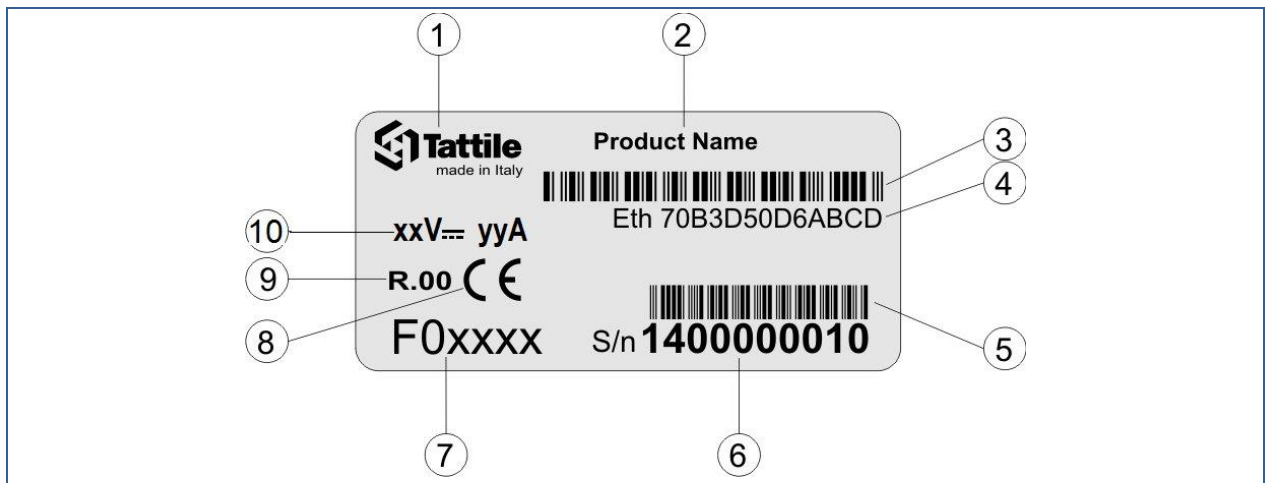 1
2
Tattile
made in Italy
Product Name
3
4
Eth 70B3D50D6ABCD
10
xxV⎓ yyA
9
R.00 CE
8
F0xxxx
S/n 1400000010
5
7
6